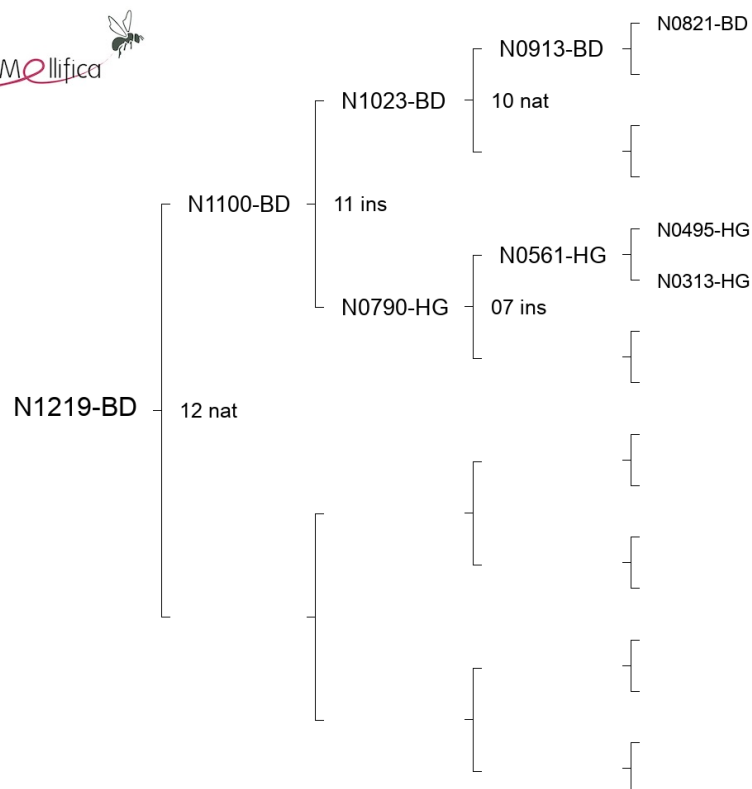 Mellifica
N0821-BD
N0913-BD
N1023-BD
10 nat
N1100-BD
11 ins
N0495-HG
N0561-HG
N0313-HG
N0790-HG
07 ins
N1219-BD
12 nat